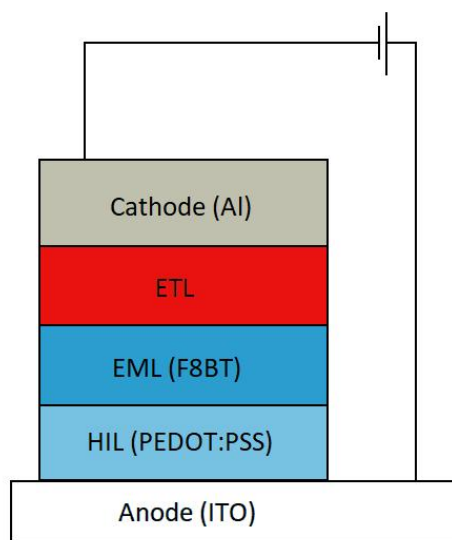 Cathode (Al)
ETL
EML (F8BT)
HIL (PEDOT:PSS)
Anode (ITO)